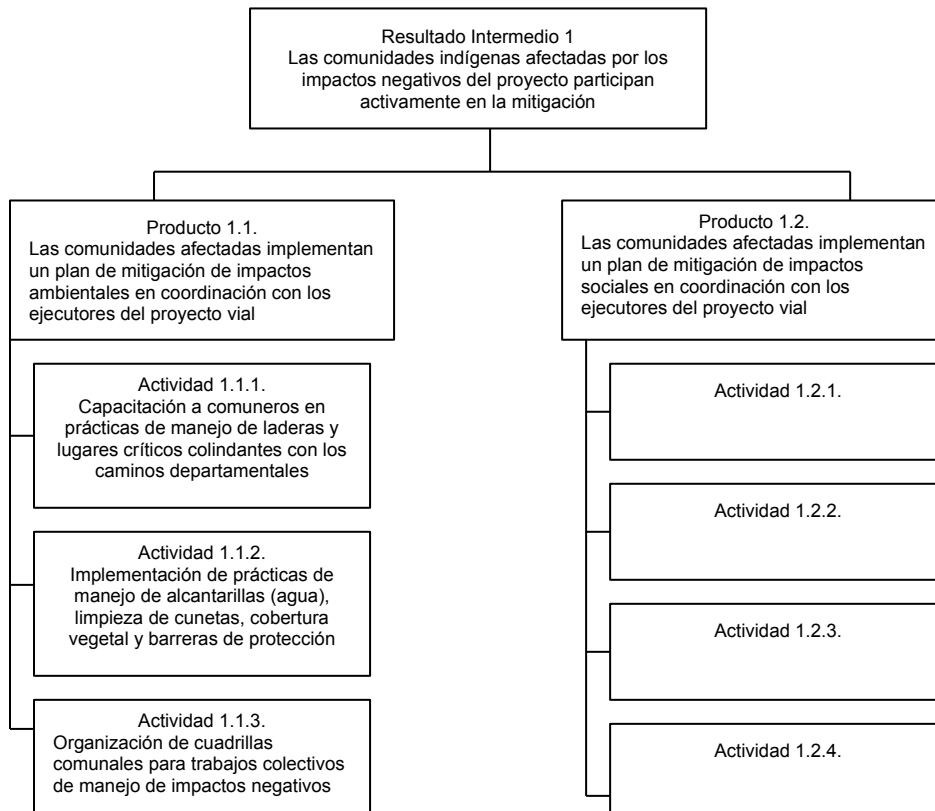 Resultado Intermedio 1
Las comunidades indígenas afectadas por los
impactos negativos del proyecto participan
activamente en la mitigación
Producto 1.1.
Las comunidades afectadas implementan
un plan de mitigación de impactos
ambientales en coordinación con los
ejecutores del proyecto vial
Actividad 1.1.1.
Capacitación a comuneros en
prácticas de manejo de laderas y
lugares críticos colindantes con los
caminos departamentales
Actividad 1.1.2.
Implementación de prácticas de
manejo de alcantarillas (agua),
limpieza de cunetas, cobertura
vegetal y barreras de protección
Actividad 1.1.3.
Organización de cuadrillas
comunales para trabajos colectivos
de manejo de impactos negativos
Producto 1.2.
Las comunidades afectadas implementan
un plan de mitigación de impactos
sociales en coordinación con los
ejecutores del proyecto vial
Actividad 1.2.1.
Actividad 1.2.2.
Actividad 1.2.3.
Actividad 1.2.4.